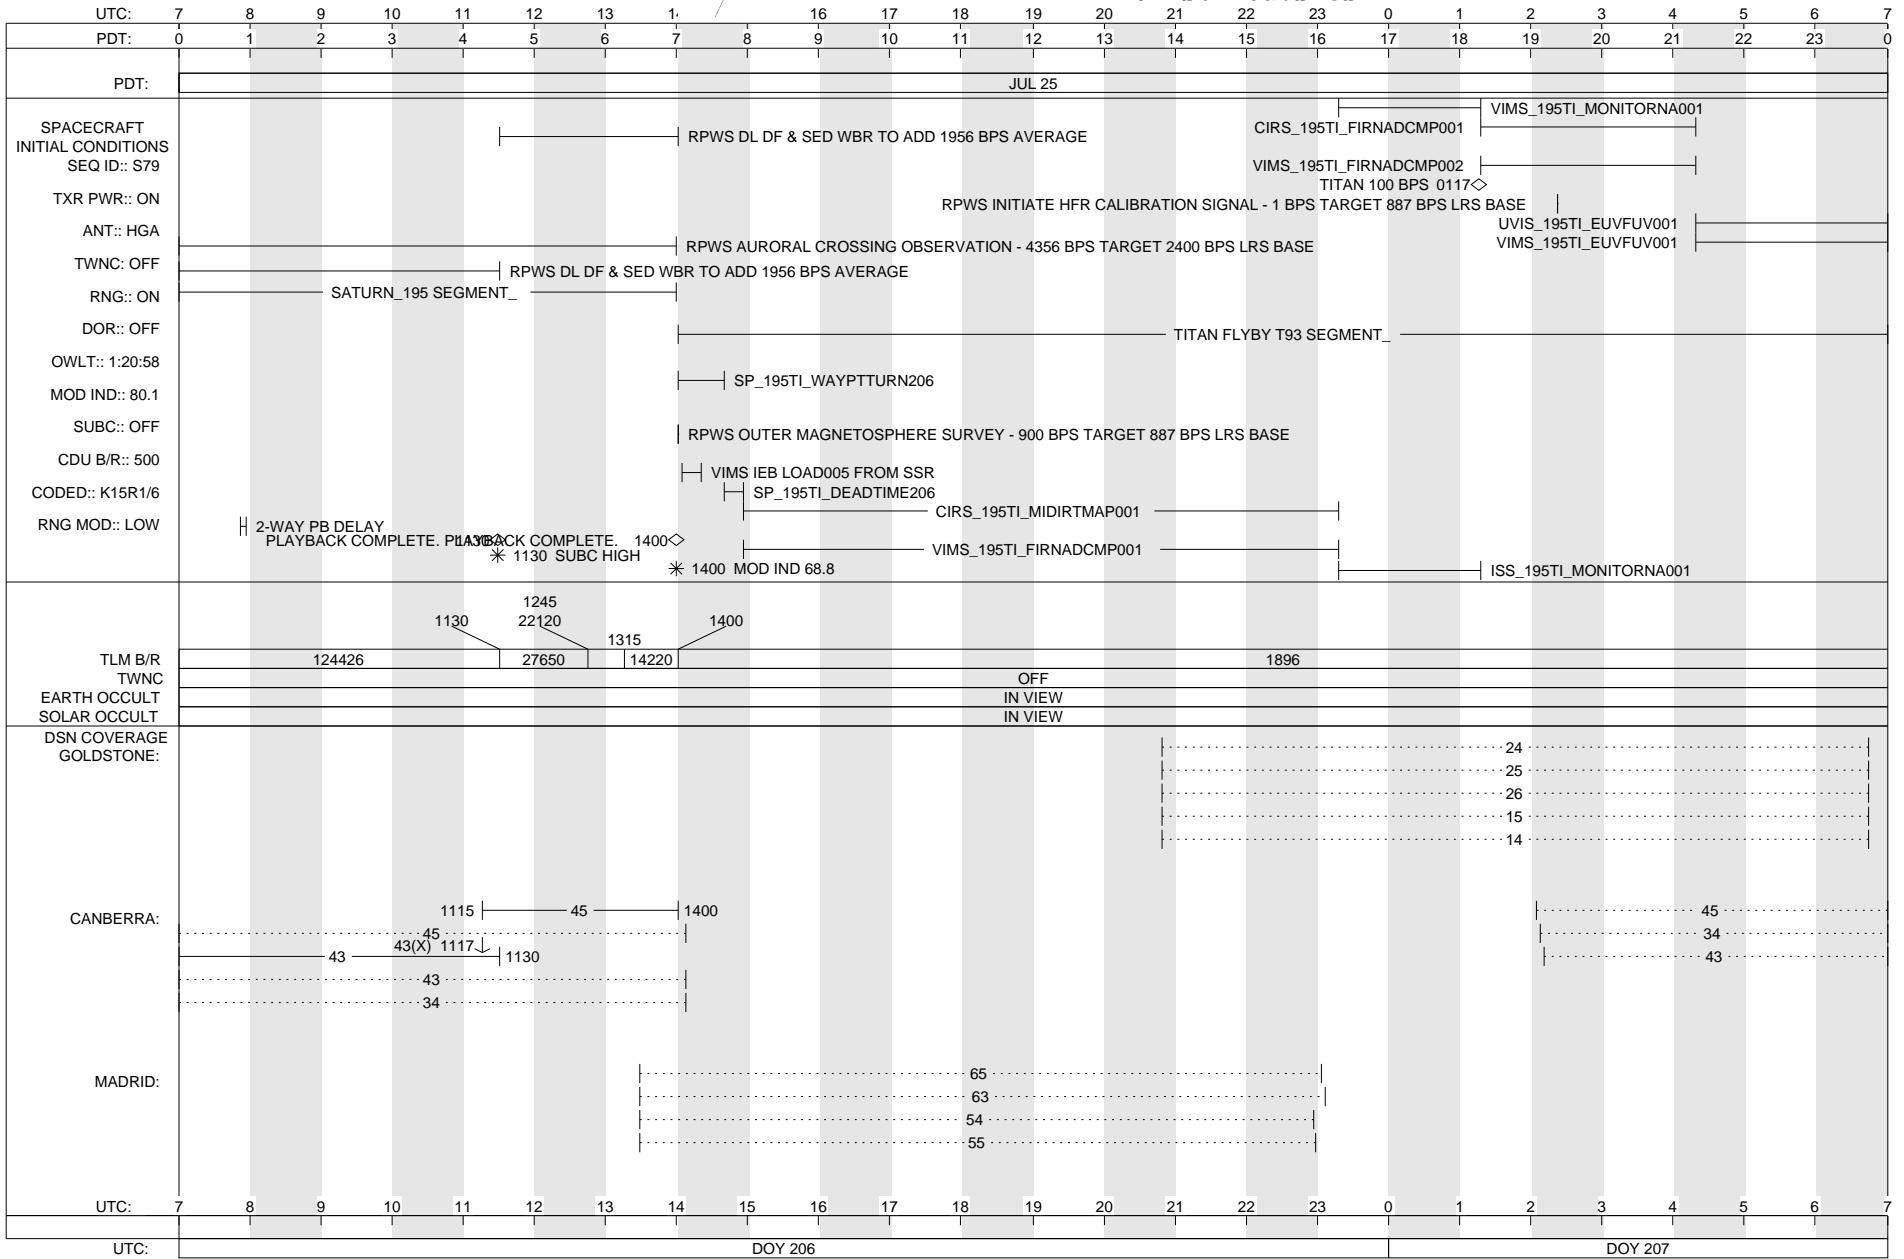 UTC: 7 8 9 10 11 12 13 16 17 18 19 20 21 22 23 0 1 2 3 4 5 6 7
PDT: 0 1 2 3 4 5 6 7 8 8 9 10 11 12 13 14 15 16 17 18 19 20 21 22 23 0
PDT: JUL 25
VIMS_195TI_MONITORNA001
SPACECRAFT CIRS_195TI_FIRNADCMP001
RPWS DL DF & SED WBR TO ADD 1956 BPS AVERAGE
INITIAL CONDITIONS
SEQ ID:: S79 VIMS_195TI_FIRNADCMP002
TITAN 100 BPS 0117
TXR PWR:: ON RPWS INITIATE HFR CALIBRATION SIGNAL - 1 BPS TARGET 887 BPS LRS BASE
UVIS_195TI_EUVFUV001
ANT:: HGA
VIMS_195TI_EUVFUV001
RPWS AURORAL CROSSING OBSERVATION - 4356 BPS TARGET 2400 BPS LRS BASE
TWNC: OFF
RPWS DL DF & SED WBR TO ADD 1956 BPS AVERAGE
RNG:: ON SATURN_195 SEGMENT_
DOR:: OFF TITAN FLYBY T93 SEGMENT_
OWLT:: 1:20:58
SP_195TI_WAYPTTURN206
MOD IND:: 80.1
SUBC:: OFF
RPWS OUTER MAGNETOSPHERE SURVEY - 900 BPS TARGET 887 BPS LRS BASE
CDU B/R:: 500
VIMS IEB LOAD005 FROM SSR
CODED:: K15R1/6 SP_195TI_DEADTIME206
CIRS_195TI_MIDIRTMAP001
RNG MOD:: LOW 2-WAY PB DELAY
PLAYBACK COMPLETE. 1130 PLAYBACK COMPLETE. 1400
VIMS_195TI_FIRNADCMP001
1130 SUBC HIGH
1400 MOD IND 68.8 ISS_195TI_MONITORNA001
1245
1130 22120 1400
1315
TLM B/R 124426 27650 14220 1896
TWNC OFF
EARTH OCCULT IN VIEW
SOLAR OCCULT IN VIEW
DSN COVERAGE
GOLDSTONE: 24
25
26
15
14
CANBERRA: 1115 45 1400 45
45 34
43(X) 1117
43 1130 43
43
34
MADRID: 65
63
54
55
UTC: 7 8 9 10 11 12 13 14 15 16 17 18 19 20 21 22 23 0 1 2 3 4 5 6 7
UTC: DOY 206 DOY 207